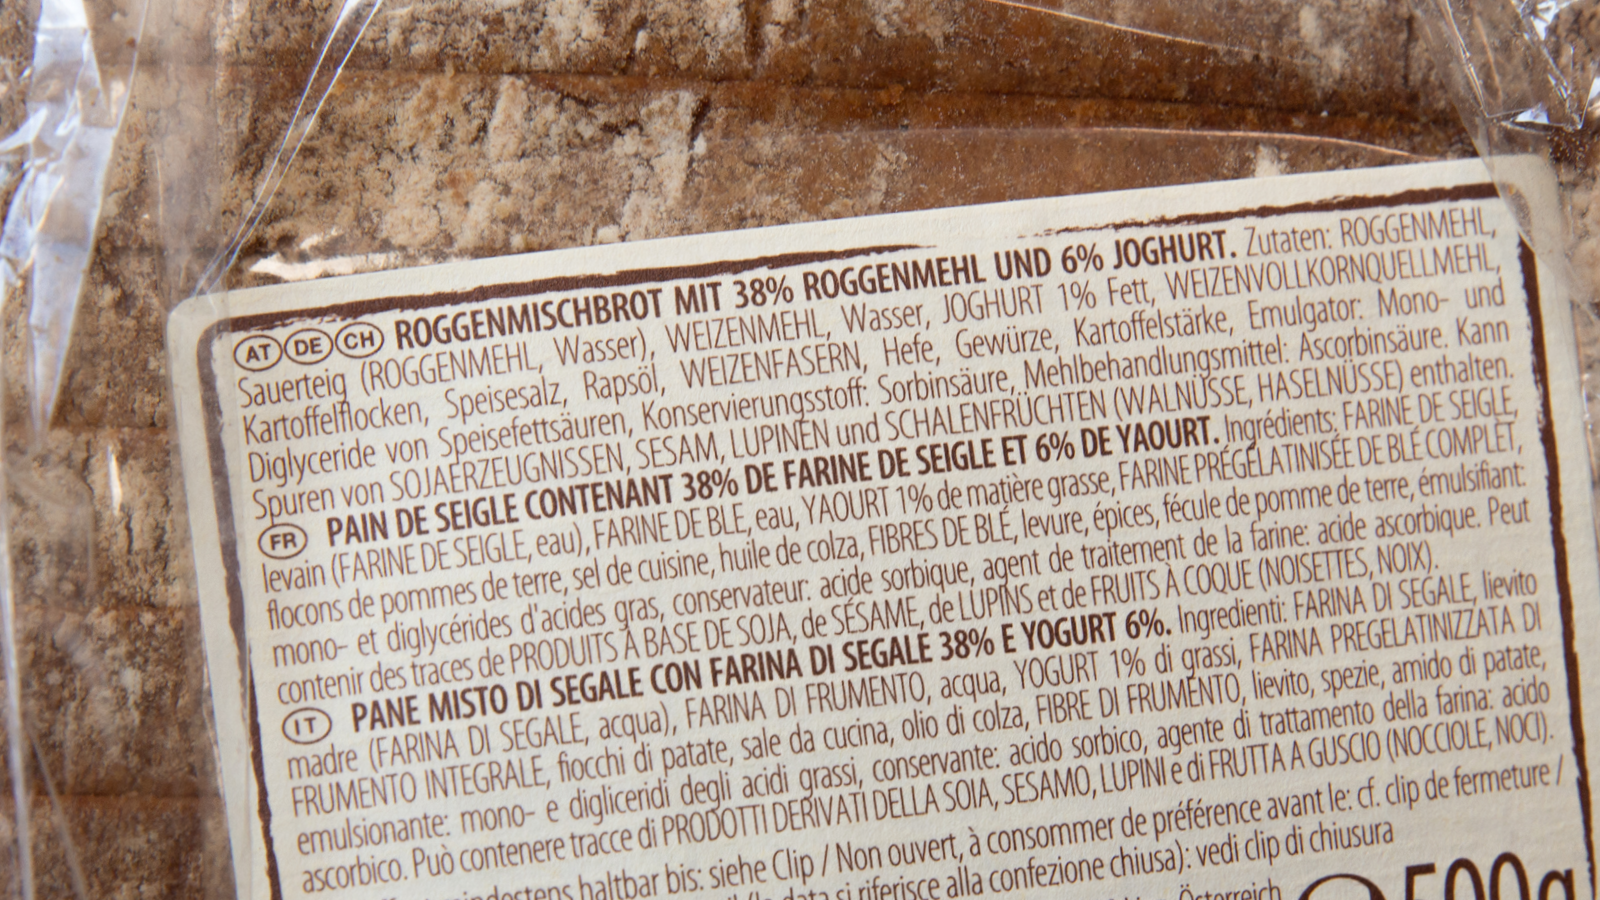 AT DE CH ROGGENMISCHBROT MIT 38% ROGGENMEHL UND 6% JOGHURT. Zutaten: ROGGENMEHL,
Sauerteig (ROGGENMEHL, Wasser), WEIZENMEHL, Wasser, JOGHURT 1% Fett, WEIZENVOLLKORNQUELLMEHL,
Kartoffelflocken, Speisesalz, Rapsöl, WEIZENFASERN, Hefe, Gewürze, Kartoffelstärke, Emulgator: Mono- und
Diglyceride von Speisefettsäuren, Konservierungsstoff: Sorbinsäure, Mehlbehandlungsmittel: Ascorbinsäure. Kann
Spuren von SOJAERZEUGNISSEN, SESAM, LUPINEN und SCHALENFRÜCHTEN (WALNÜSSE, HASELNÜSSE) enthalten.
FR PAIN DE SEIGLE CONTENANT 38% DE FARINE DE SEIGLE ET 6% DE YAOURT. Ingrédients: FARINE DE SEIGLE,
levain (FARINE DE SEIGLE, eau), FARINE DE BLE, eau, YAOURT 1% de matière grasse, FARINE PRÉGÉLATINISÉE DE BLÉ COMPLET,
flocons de pommes de terre, sel de cuisine, huile de colza, FIBRES DE BLÉ, levure, épices, fécule de pomme de terre, émulsifiant:
mono- et diglycérides d'acides gras, conservateur: acide sorbique, agent de traitement de la farine: acide ascorbique. Peut
contenir des traces de PRODUITS À BASE DE SOJA, de SÉSAME, de LUPINS et de FRUITS À COQUE (NOISETTES, NOIX).
IT PANE MISTO DI SEGALE CON FARINA DI SEGALE 38% E YOGURT 6%. Ingredienti: FARINA DI SEGALE, lievito
madre (FARINA DI SEGALE, acqua), FARINA DI FRUMENTO, acqua, YOGURT 1% di grassi, FARINA PREGELATINIZZATA DI
FRUMENTO INTEGRALE, fiocchi di patate, sale da cucina, olio di colza, FIBRE DI FRUMENTO, lievito, spezie, amido di patate,
emulsionante: mono- e digliceridi degli acidi grassi, conservante: acido sorbico, agente di trattamento della farina: acido
ascorbico. Può contenere tracce di PRODOTTI DERIVATI DELLA SOIA, SESAMO, LUPINI e di FRUTTA A GUSCIO (NOCCIOLE, NOCI).
mindestens haltbar bis: siehe Clip / Non ouvert, à consommer de préférence avant le: cf. clip de fermeture /
(la data si riferisce alla confezione chiusa): vedi clip di chiusura
Österreich
500g